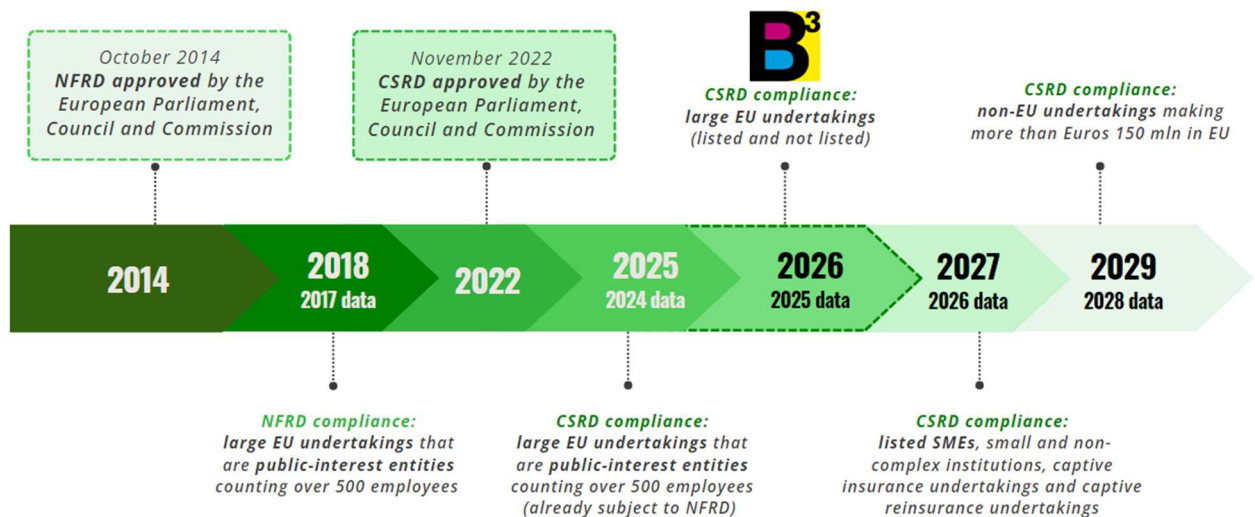 October 2014
NFRD approved by the
European Parliament,
Council and Commission
November 2022
CSRD approved by the
European Parliament,
Council and Commission
B3
CSRD compliance:
large EU undertakings
(listed and not listed)
CSRD compliance:
non-EU undertakings making
more than Euros 150 mln in EU
2014
2018
2017 data
2022
2025
2024 data
2026
2025 data
2027
2026 data
2029
2028 data
NFRD compliance:
large EU undertakings that
are public-interest entities
counting over 500 employees
CSRD compliance:
large EU undertakings that
are public-interest entities
counting over 500 employees
(already subject to NFRD)
CSRD compliance:
listed SMEs, small and non-
complex institutions, captive
insurance undertakings and captive
reinsurance undertakings